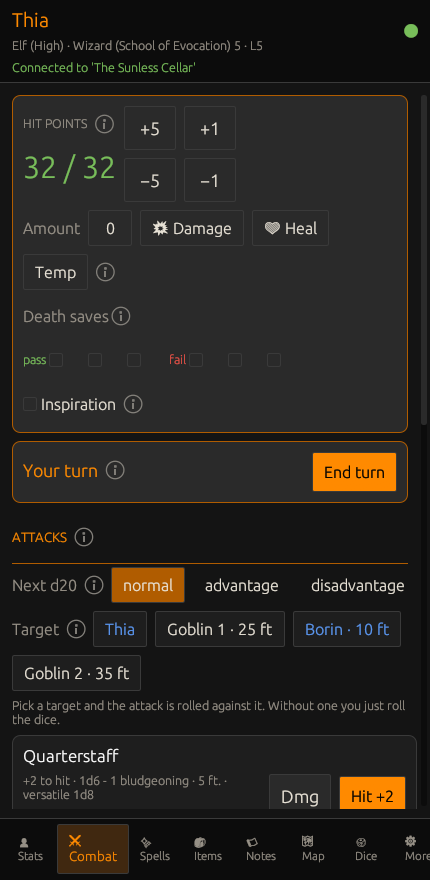 Thia
Elf (High) · Wizard (School of Evocation) 5 · L5
Connected to 'The Sunless Cellar'
HIT POINTS
+5
+1
32 / 32
−5
−1
Amount
0
Damage
Heal
Temp
Death saves
pass
fail
Inspiration
Your turn
End turn
ATTACKS
Next d20
normal
advantage
disadvantage
Target
Thia
Goblin 1 · 25 ft
Borin · 10 ft
Goblin 2 · 35 ft
Pick a target and the attack is rolled against it. Without one you just roll
the dice.
Quarterstaff
+2 to hit · 1d6 - 1 bludgeoning · 5 ft. ·
versatile 1d8
Dmg
Hit +2
Stats
Combat
Spells
Items
Notes
Map
Dice
More